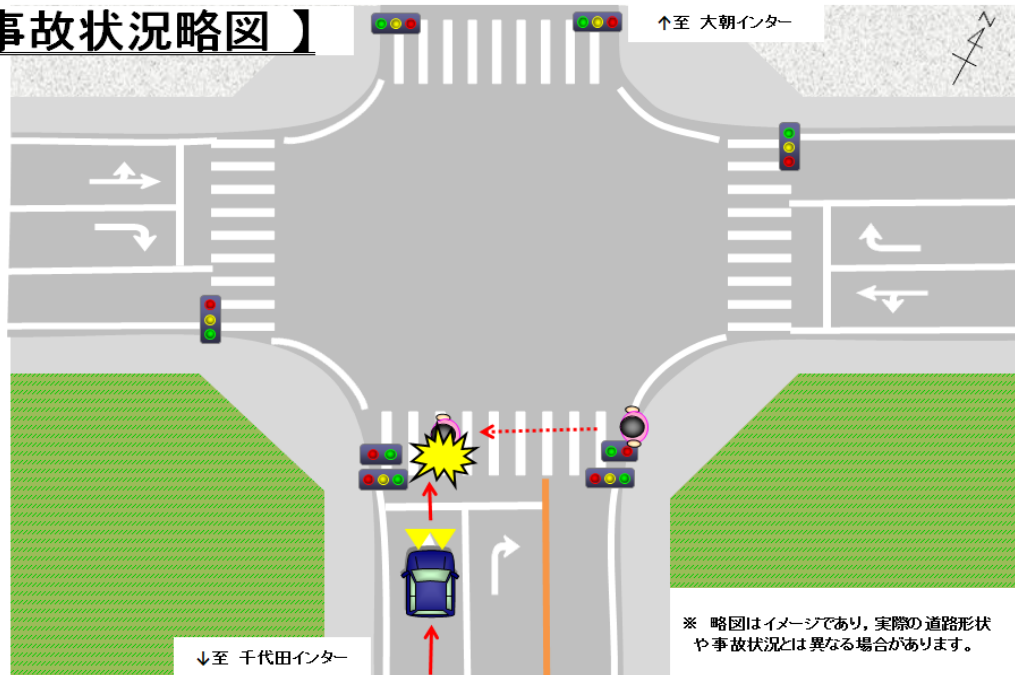 事故状況略図 】
↑至 大朝インター
N
↓至 千代田インター
※ 略図はイメージであり，実際の道路形状
や事故状況とは異なる場合があります。